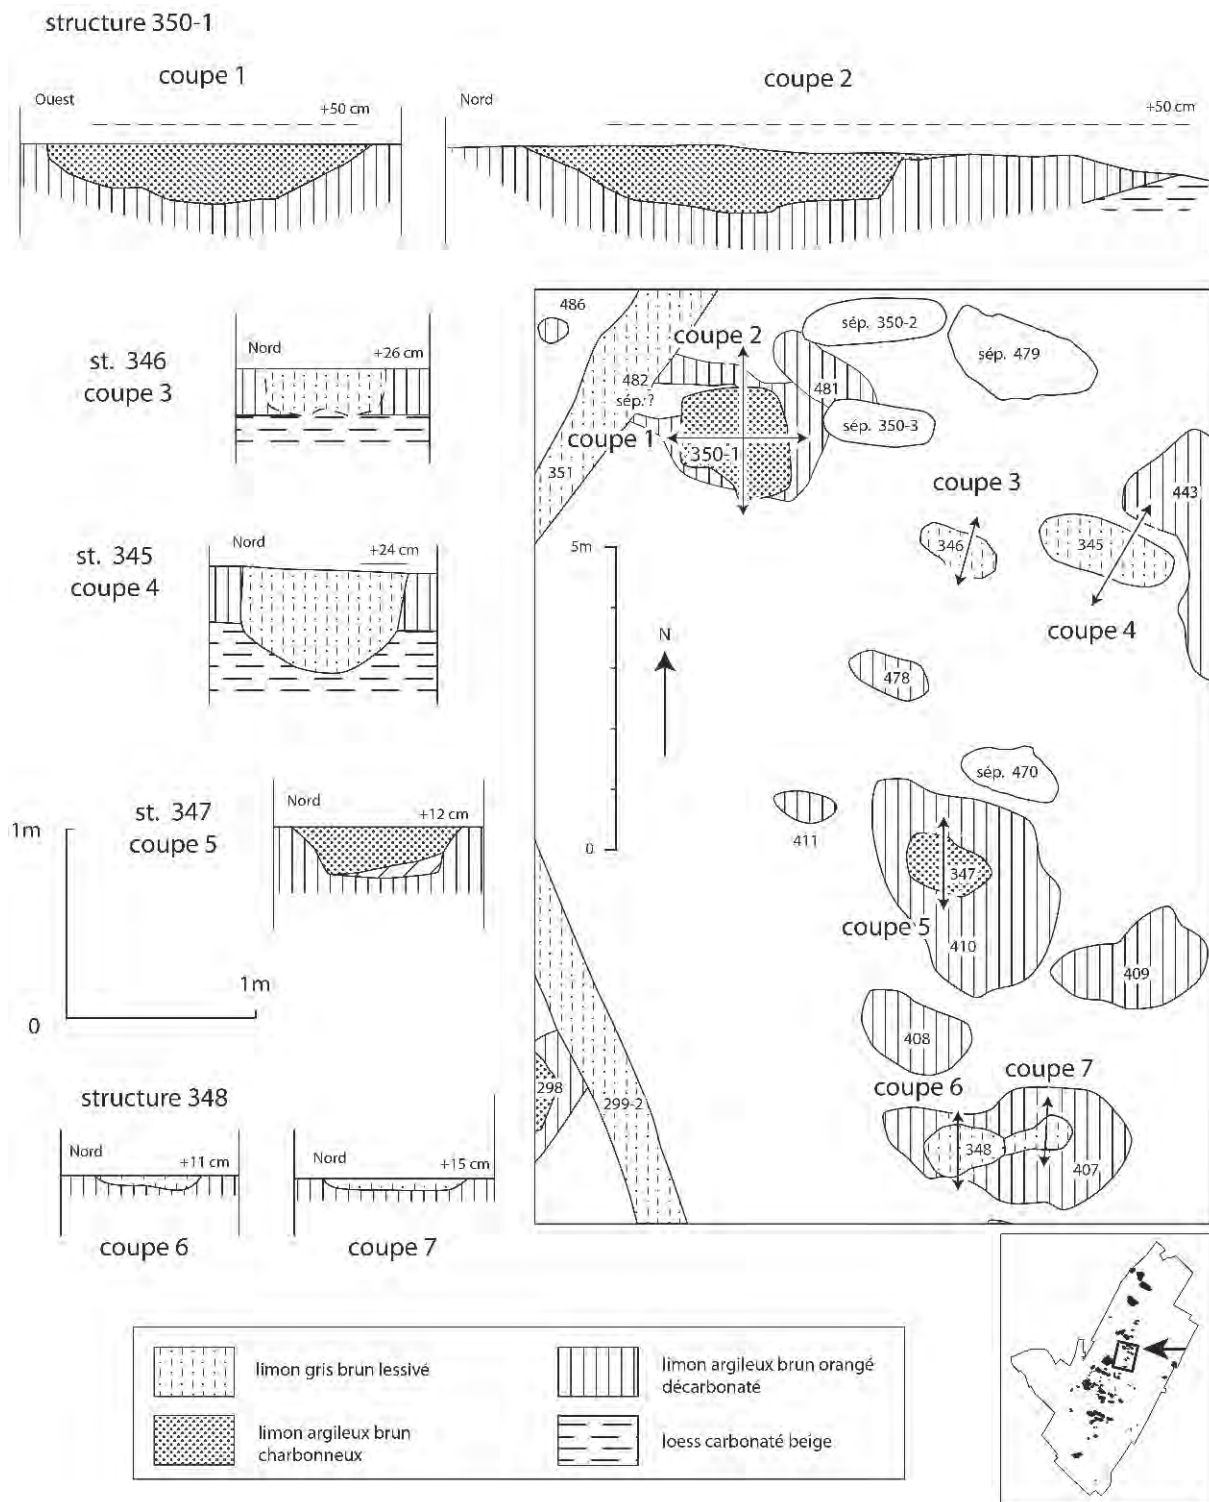 structure 350-1
coupe 1
coupe 2
Ouest
+50 cm
Nord
+50 cm
st. 346
coupe 3
Nord
+26 cm
st. 345
coupe 4
Nord
+24 cm
st. 347
coupe 5
Nord
+12 cm
1m
1m
0
structure 348
Nord
+11 cm
coupe 6
Nord
+15 cm
coupe 7
486
coupe 2
sép. 350-2
sép. 479
482
sép. ?
481
sép. 350-3
coupe 1
350-1
351
coupe 3
443
346
345
5m
coupe 4
N
478
sép. 470
411
0
347
coupe 5
410
409
408
coupe 7
coupe 6
298
299-2
348
407
limon gris brun lessivé
limon argileux brun
charbonneux
limon argileux brun orangé
décarbonaté
loess carbonaté beige